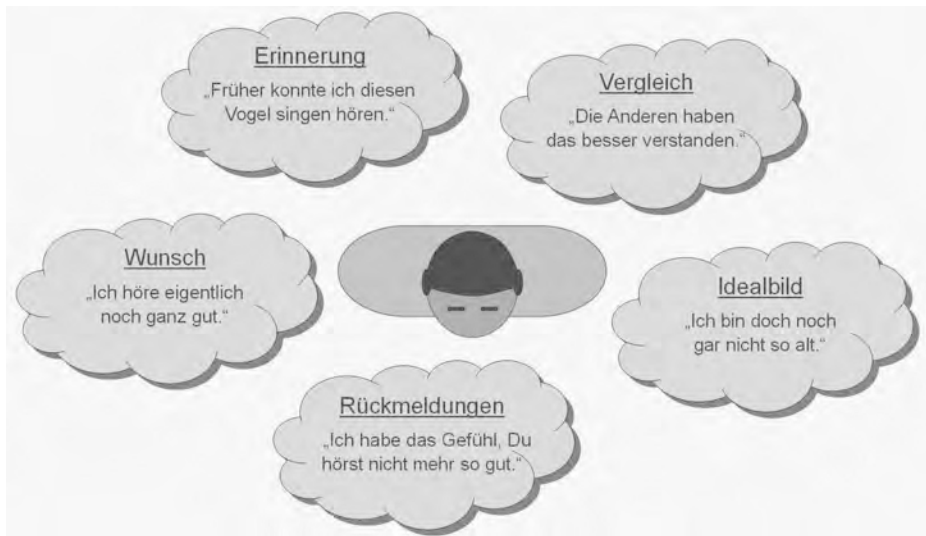 Erinnerung
„Früher konnte ich diesen
Vogel singen hören.“
Vergleich
„Die Anderen haben
das besser verstanden.“
Wunsch
„Ich höre eigentlich
noch ganz gut.“
Idealbild
„Ich bin doch noch
gar nicht so alt.“
Rückmeldungen
„Ich habe das Gefühl, Du
hörst nicht mehr so gut.“